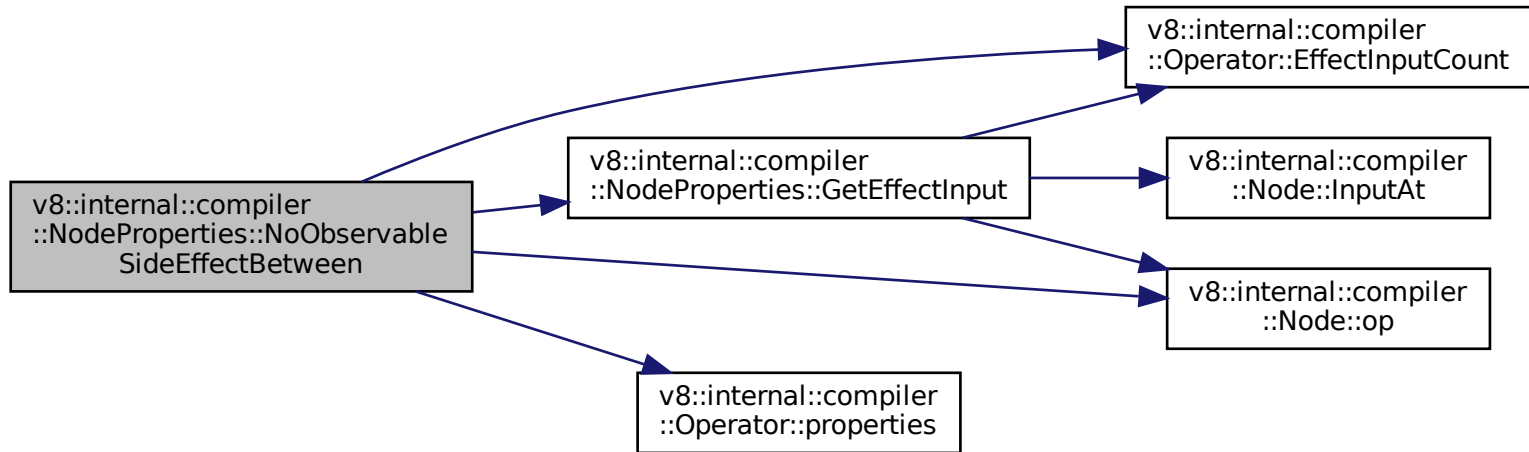 v8::internal::compiler
::NodeProperties::NoObservable
SideEffectBetween
v8::internal::compiler
::NodeProperties::GetEffectInput
v8::internal::compiler
::Operator::EffectInputCount
v8::internal::compiler
::Node::InputAt
v8::internal::compiler
::Node::op
v8::internal::compiler
::Operator::properties